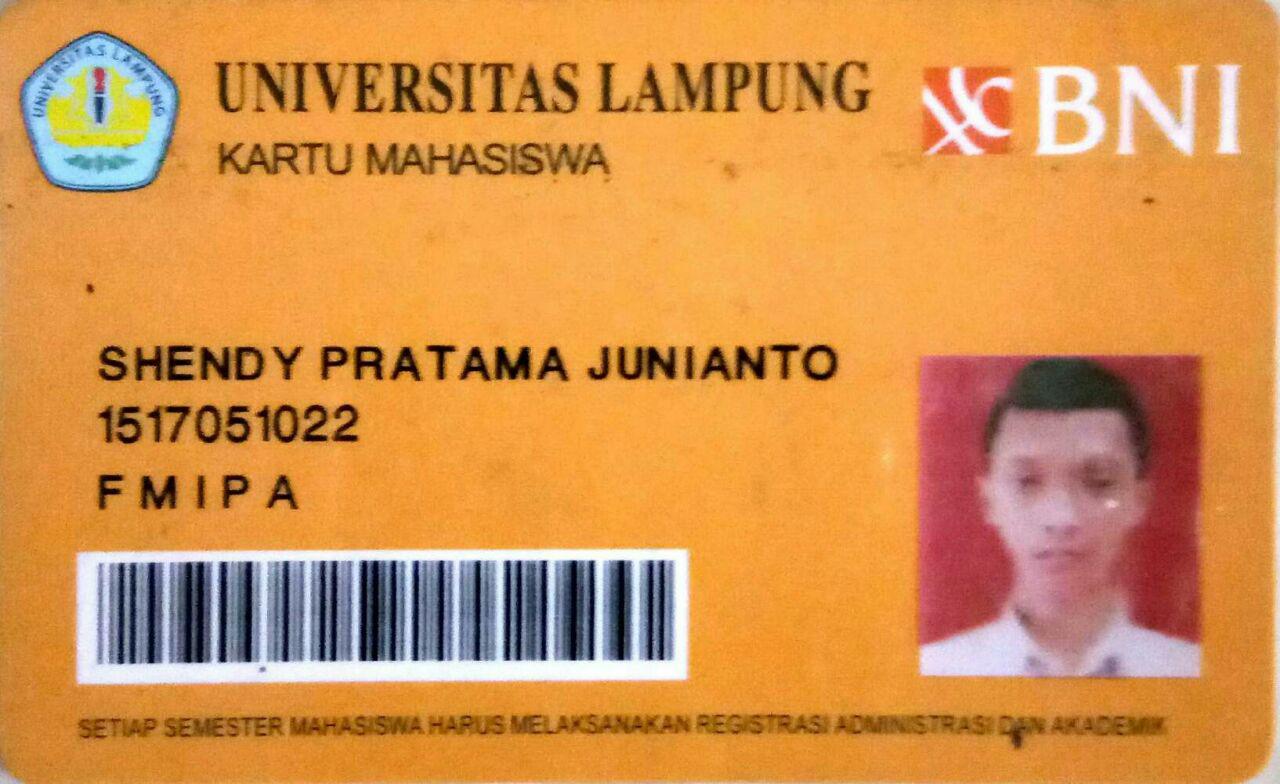 UNIVERSITAS LAMPUNG
UNIVERSITAS LAMPUNG
KARTU MAHASISWA
BNI
SHENDY PRATAMA JUNIANTO
1517051022
FMIPA
SETIAP SEMESTER MAHASISWA HARUS MELAKSANAKAN REGISTRASI ADMINISTRASI DAN AKADEMIK